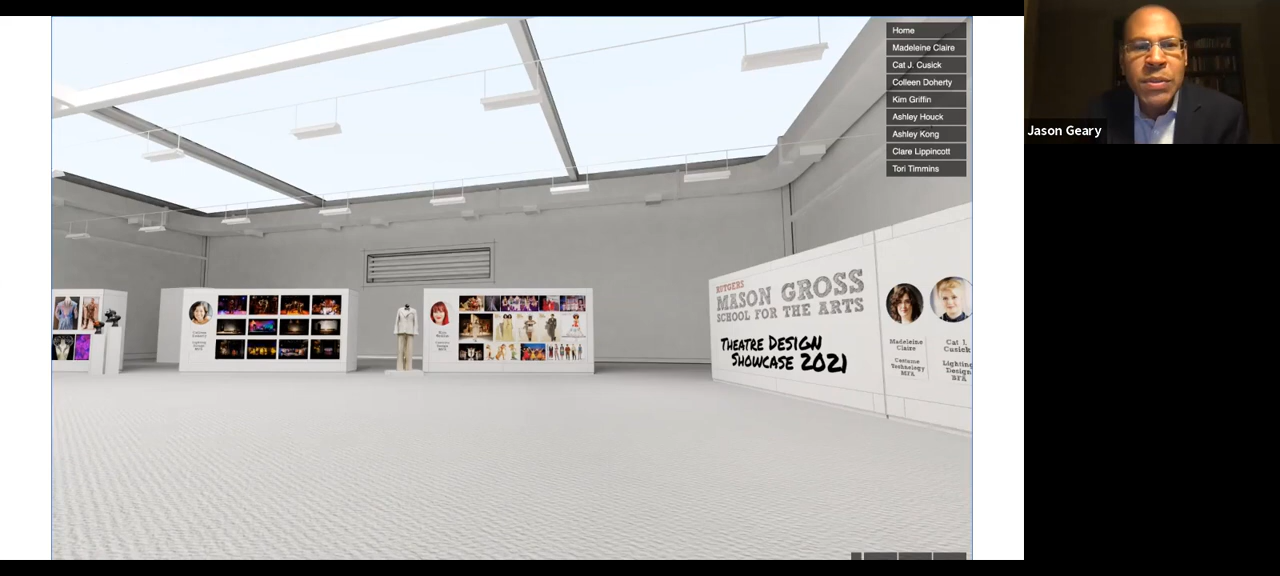 Home
Madeleine Claire
Cat J. Cusick
Colleen Doherty
Kim Griffin
Ashley Houck
Ashley Kong
Clare Lippincott
Tori Timmins
Jason Geary
RUTGERS
MASON GROSS
SCHOOL FOR THE ARTS
THEATRE DESIGN
SHOWCASE 2021
Madeleine
Claire
Costume
Technology
MFA
Cat J.
Cusick
Lighting
Design
BFA